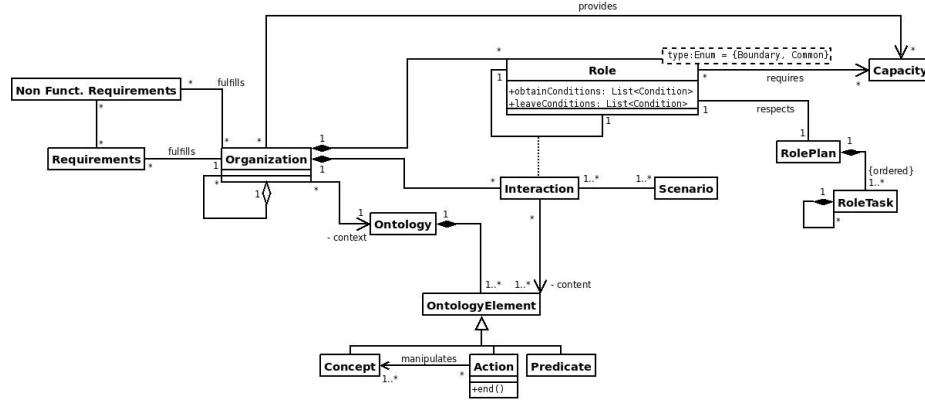 provides
*
type:Enum = {Boundary, Common}
*
Role
1
+obtainConditions: List<Condition>
+leaveConditions: List<Condition>
*
requires
*
Capacity
1
1
respects
Non Funct. Requirements
*
fulfills
*
*
Requirements
*
fulfills
*
*
1
Organization
1
1
*
1
*
1
RolePlan
1
{ordered}
1..*
RoleTask
*
*
Interaction
1..*
1..*
Scenario
*
1
- context
Ontology
1
1..*
1..*
- content
OntologyElement
Concept
manipulates
1..*
*
Action
+end()
Predicate